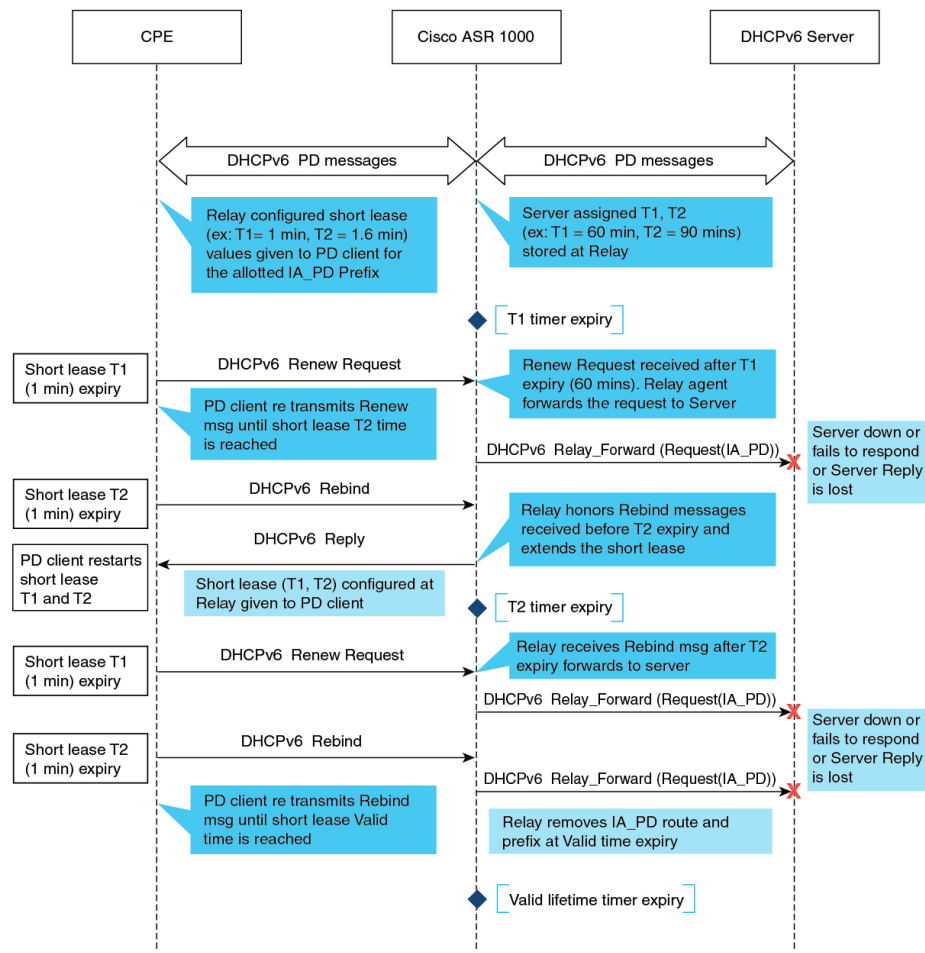 CPE
Cisco ASR 1000
DHCPv6 Server
DHCPv6  PD messages
DHCPv6  PD messages
Relay configured short lease
(ex: T1= 1 min, T2 = 1.6 min)
values given to PD client for
the allotted IA_PD Prefix
Server assigned T1, T2
(ex: T1 = 60 min, T2 = 90 mins)
stored at Relay
T1 timer expiry
Short lease T1
(1 min) expiry
DHCPv6  Renew Request
Renew Request received after T1
expiry (60 mins). Relay agent
forwards the request to Server
PD client re transmits Renew
msg until short lease T2 time
is reached
DHCPv6  Relay_Forward (Request(IA_PD))
X
Server down or
fails to respond
or Server Reply
is lost
Short lease T2
(1 min) expiry
DHCPv6  Rebind
Relay honors Rebind messages
received before T2 expiry and
extends the short lease
DHCPv6  Reply
PD client restarts
short lease
T1 and T2
Short lease (T1, T2) configured at
Relay given to PD client
T2 timer expiry
Short lease T1
(1 min) expiry
DHCPv6  Renew Request
Relay receives Rebind msg after T2
expiry forwards to server
DHCPv6  Relay_Forward (Request(IA_PD))
X
Server down or
fails to respond
or Server Reply
is lost
Short lease T2
(1 min) expiry
DHCPv6  Rebind
DHCPv6  Relay_Forward (Request(IA_PD))
X
PD client re transmits Rebind
msg until short lease Valid
time is reached
Relay removes IA_PD route and
prefix at Valid time expiry
Valid lifetime timer expiry